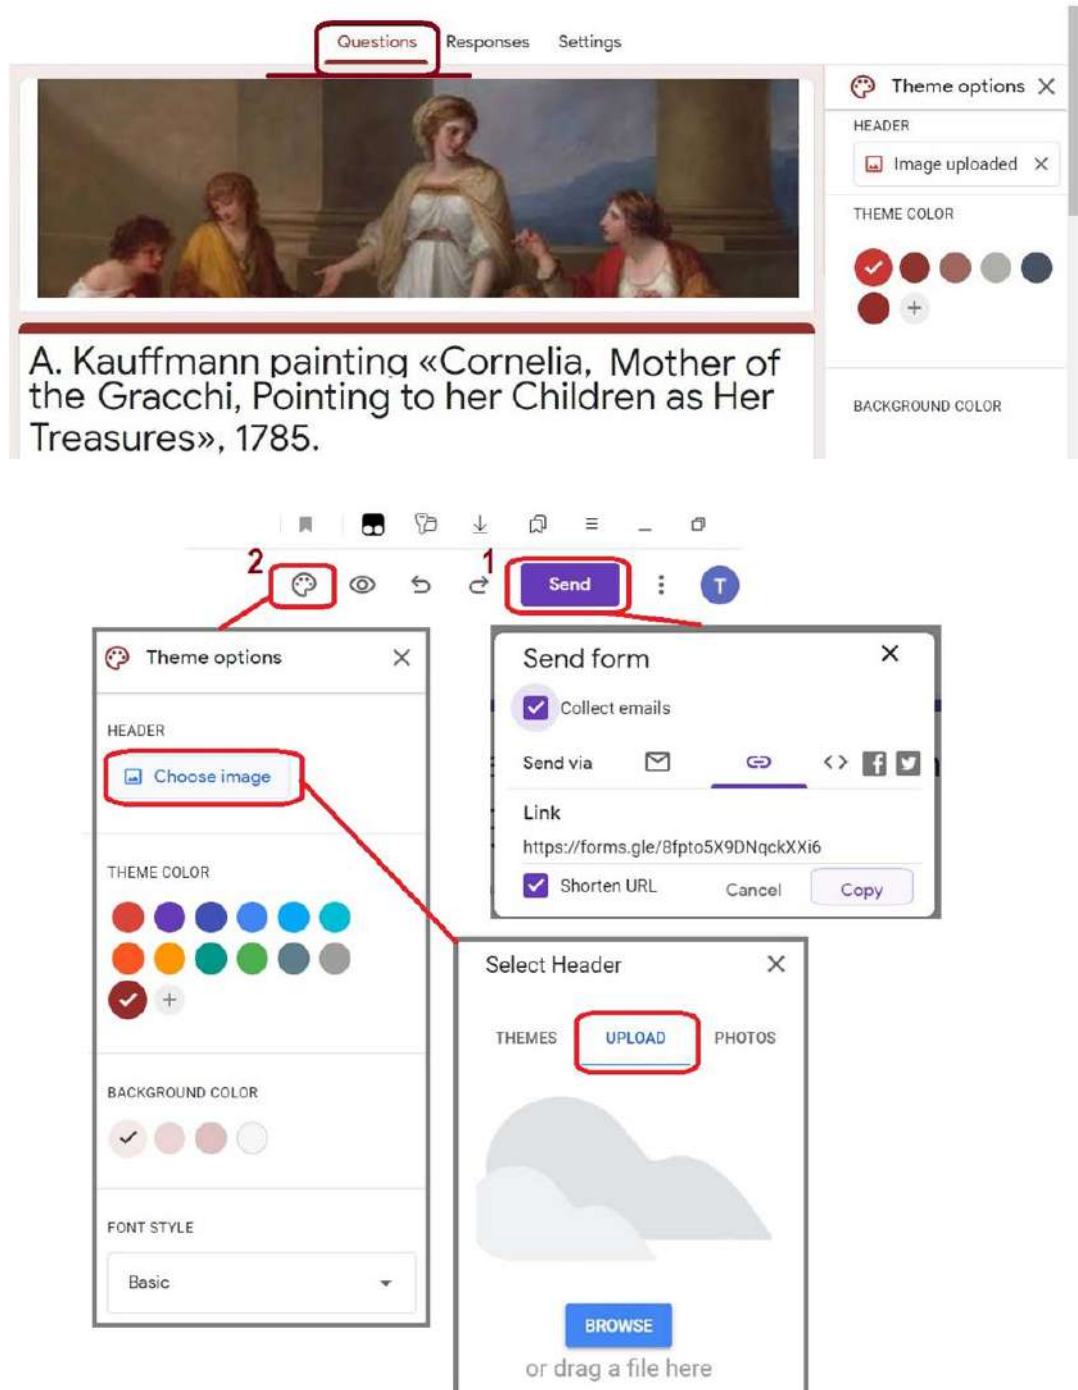 Questions Responses Settings
Theme options
HEADER
Image uploaded
THEME COLOR
BACKGROUND COLOR
A. Kauffmann painting «Cornelia, Mother of
the Gracchi, Pointing to her Children as Her
Treasures», 1785.
2
1
Send
T
Theme options
HEADER
Choose image
THEME COLOR
BACKGROUND COLOR
FONT STYLE
Basic
Send form
Collect emails
Send via
Link
https://forms.gle/8fpto5X9DNqckXXi6
Shorten URL Cancel Copy
Select Header
THEMES UPLOAD PHOTOS
BROWSE
or drag a file here